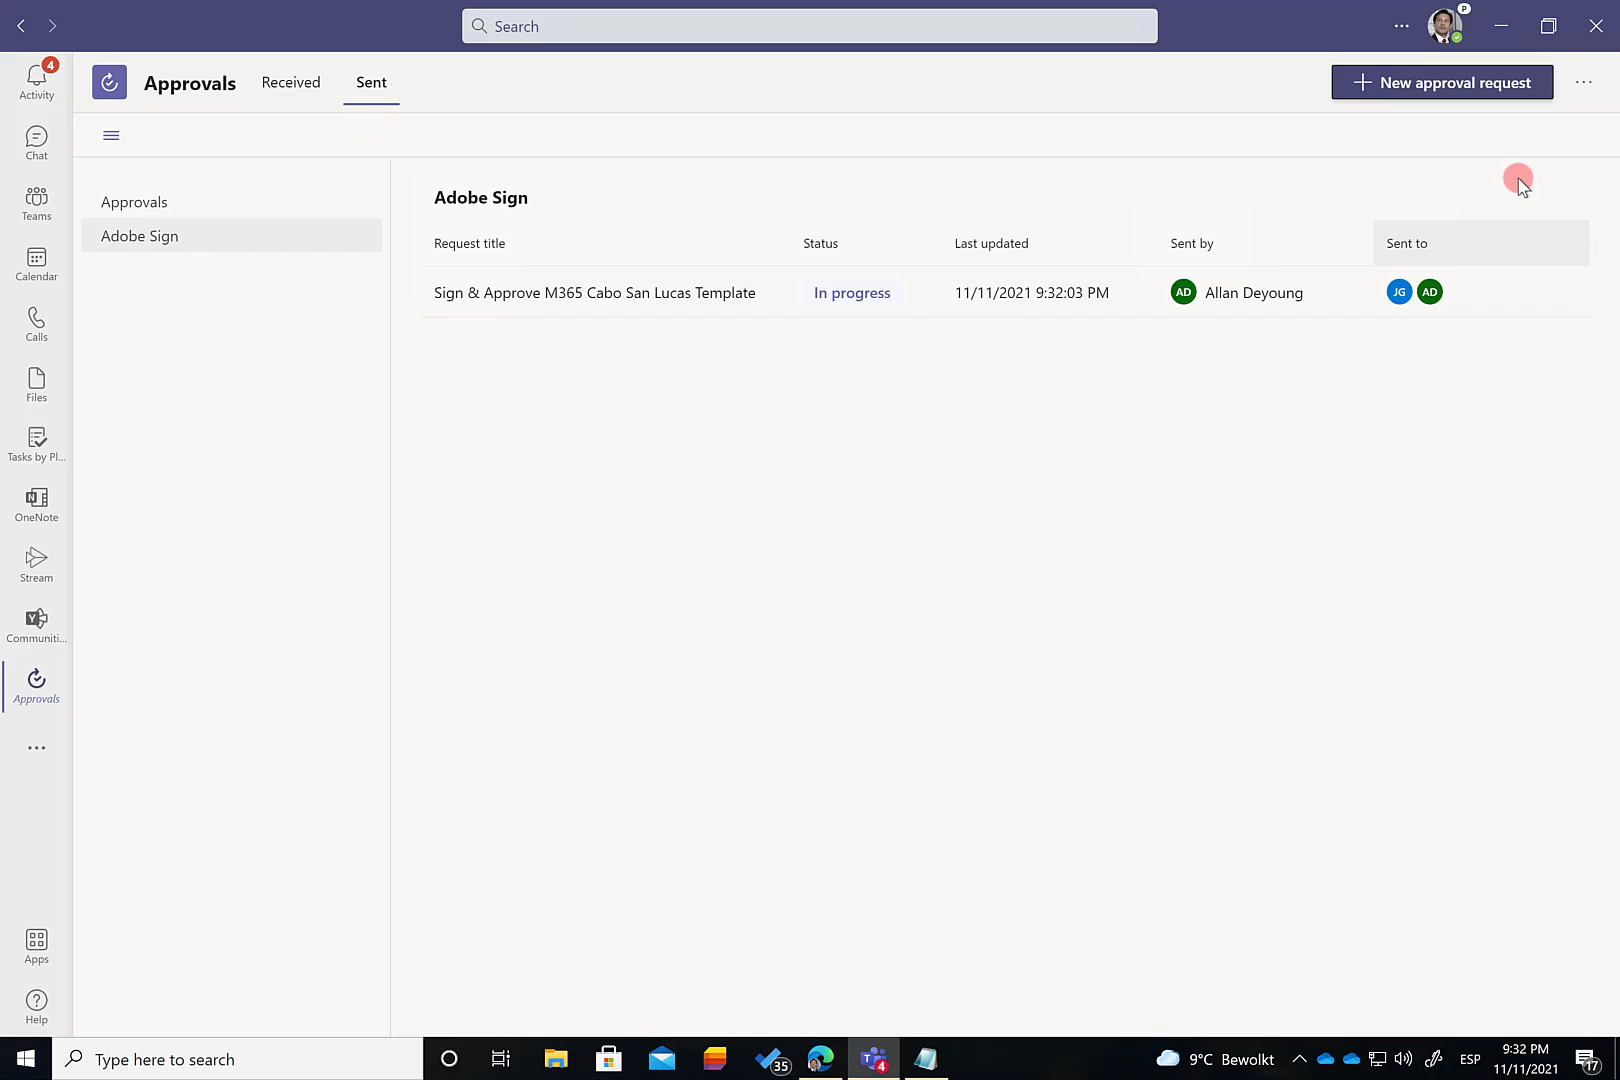 Search
P
4
Activity
Chat
Teams
Calendar
Calls
Files
Tasks by Pl...
OneNote
Stream
Communiti...
Approvals
Apps
Help
Approvals Received Sent
New approval request
Approvals
Adobe Sign
Adobe Sign
Request title Status Last updated Sent by Sent to
Sign & Approve M365 Cabo San Lucas Template In progress 11/11/2021 9:32:03 PM AD Allan Deyoung JG AD
Type here to search
35
T 4
9°C Bewolkt
ESP
9:32 PM
11/11/2021
17